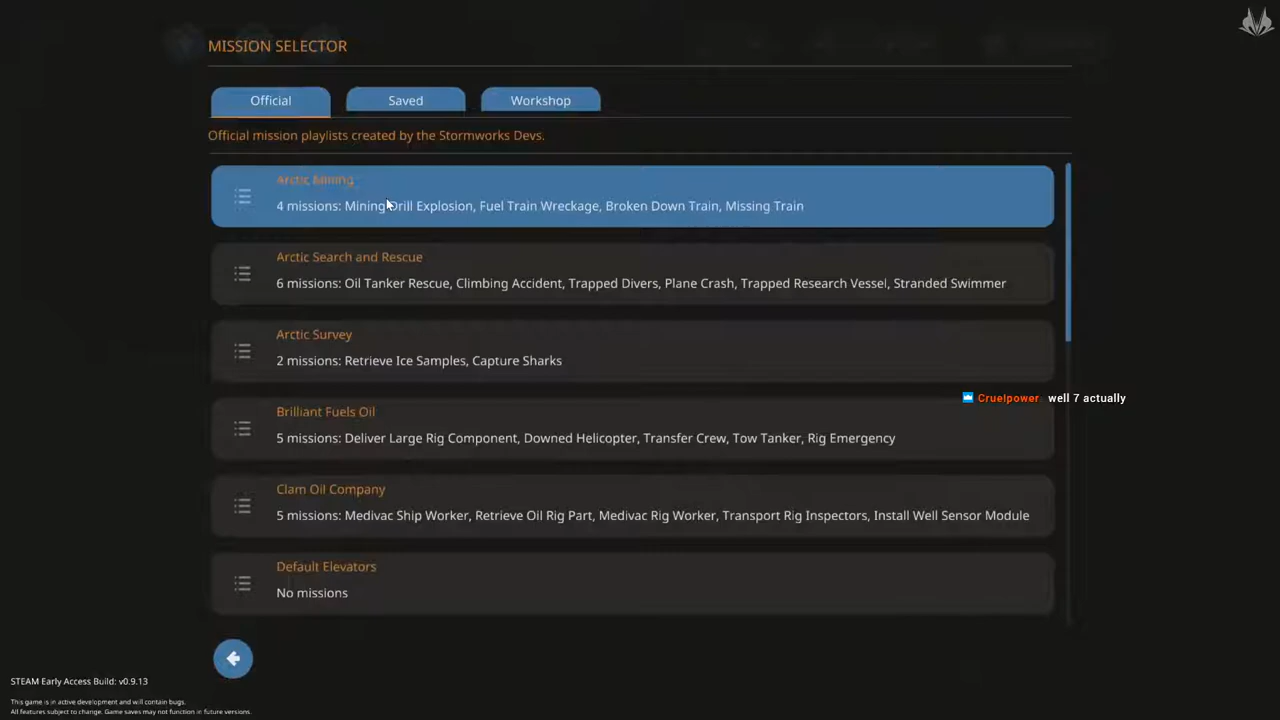 MISSION SELECTOR
Official
Saved
Workshop
Official mission playlists created by the Stormworks Devs.
Arctic Mining
4 missions: Mining Drill Explosion, Fuel Train Wreckage, Broken Down Train, Missing Train
Arctic Search and Rescue
6 missions: Oil Tanker Rescue, Climbing Accident, Trapped Divers, Plane Crash, Trapped Research Vessel, Stranded Swimmer
Arctic Survey
2 missions: Retrieve Ice Samples, Capture Sharks
Cruelpower well 7 actually
Brilliant Fuels Oil
5 missions: Deliver Large Rig Component, Downed Helicopter, Transfer Crew, Tow Tanker, Rig Emergency
Clam Oil Company
5 missions: Medivac Ship Worker, Retrieve Oil Rig Part, Medivac Rig Worker, Transport Rig Inspectors, Install Well Sensor Module
Default Elevators
No missions
STEAM Early Access Build: v0.9.13
This game is in active development and will contain bugs.
All features subject to change. Game saves may not function in future versions.